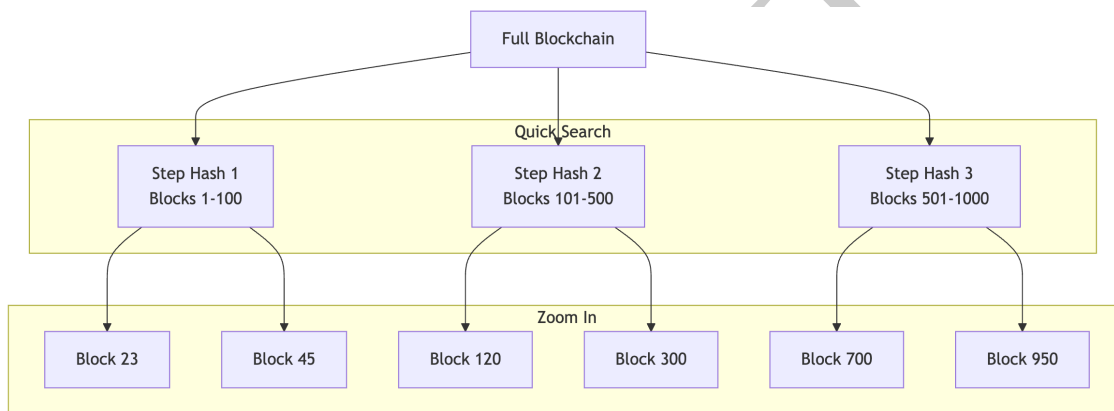 Full Blockchain
Quick Search
Step Hash 1
Blocks 1-100
Step Hash 2
Blocks 101-500
Step Hash 3
Blocks 501-1000
Zoom In
Block 23
Block 45
Block 120
Block 300
Block 700
Block 950